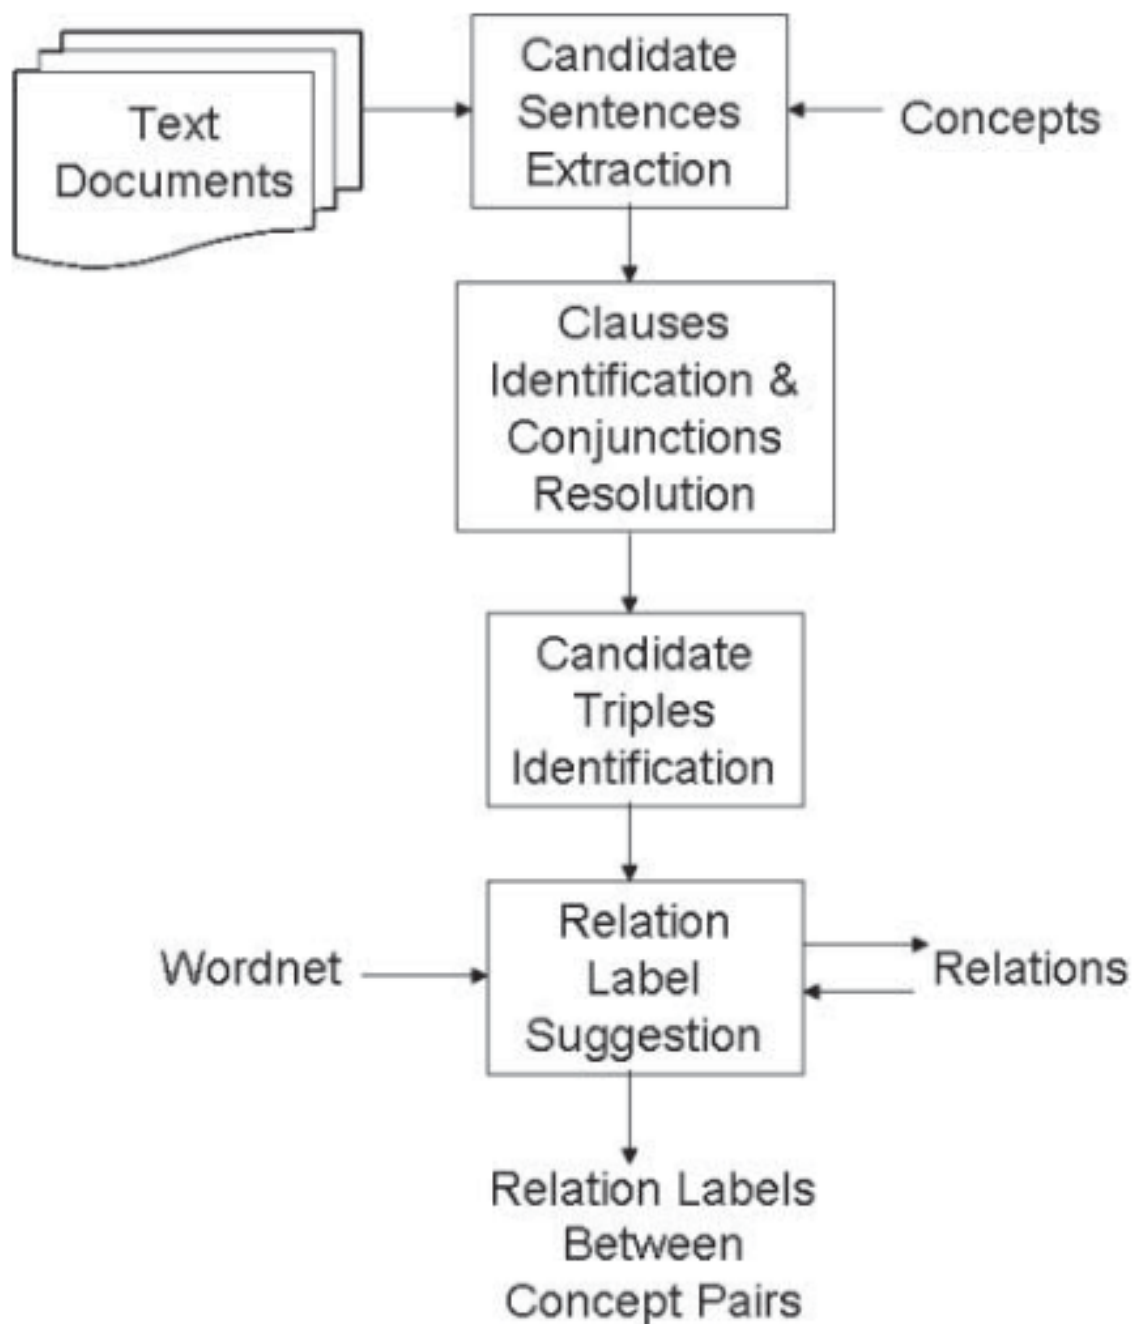 Text
Documents
Candidate
Sentences
Extraction
Concepts
Clauses
Identification &
Conjunctions
Resolution
Candidate
Triples
Identification
Wordnet
Relation
Label
Suggestion
Relations
Relation Labels
Between
Concept Pairs